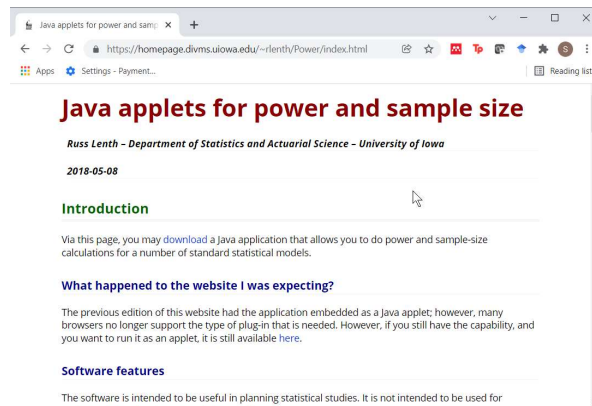 Java applets for power and samp
https://homepage.divms.uiowa.edu/~rlenth/Power/index.html
Tp
S
Apps
Settings - Payment...
Reading list
Java applets for power and sample size
Russ Lenth – Department of Statistics and Actuarial Science – University of Iowa
2018-05-08
Introduction
Via this page, you may download a Java application that allows you to do power and sample-size
calculations for a number of standard statistical models.
What happened to the website I was expecting?
The previous edition of this website had the application embedded as a Java applet; however, many
browsers no longer support the type of plug-in that is needed. However, if you still have the capability, and
you want to run it as an applet, it is still available here.
Software features
The software is intended to be useful in planning statistical studies. It is not intended to be used for